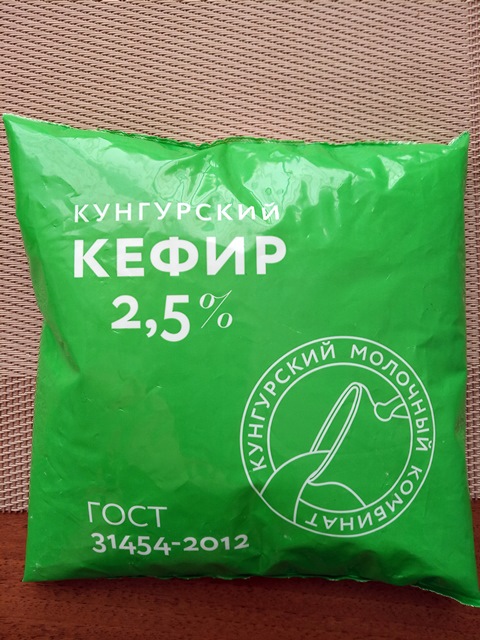 КУНГУРСКИЙ
КЕФИР
2,5%
КУНГУРСКИЙ МОЛОЧНЫЙ КОМБИНАТ
ГОСТ
31454-2012